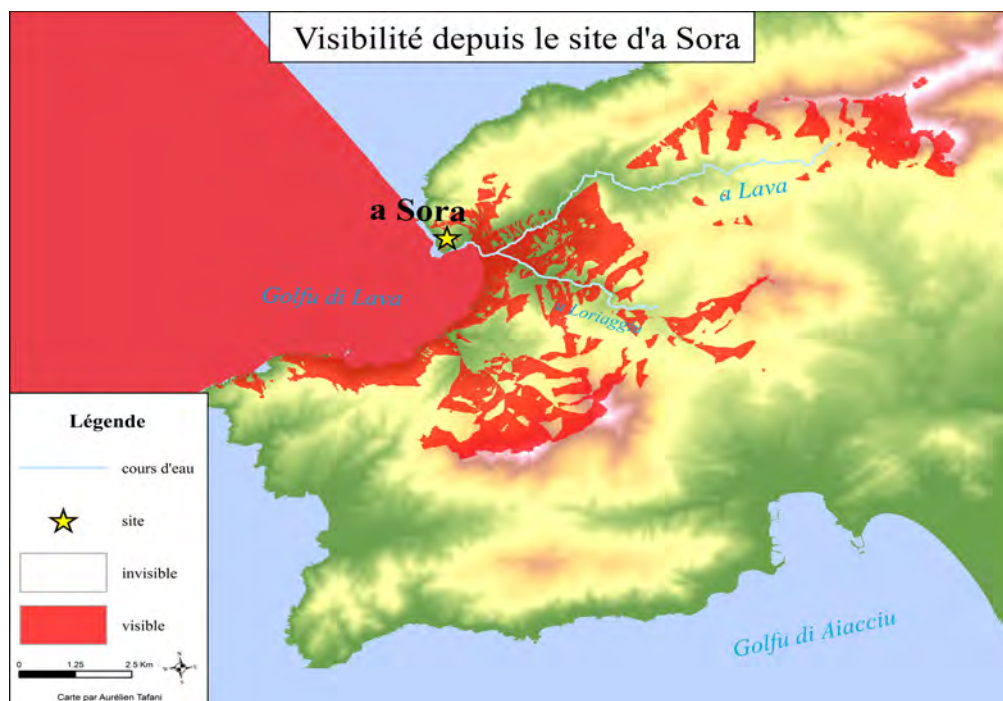 Visibilité depuis le site d'a Sora
a Lava
a Sora
Golfu di Lava
u Loriaggiu
Golfu di Aiacciu
Légende
cours d'eau
site
invisible
visible
0 1.25 2.5 Km
N
Carte par Aurélien Tafani